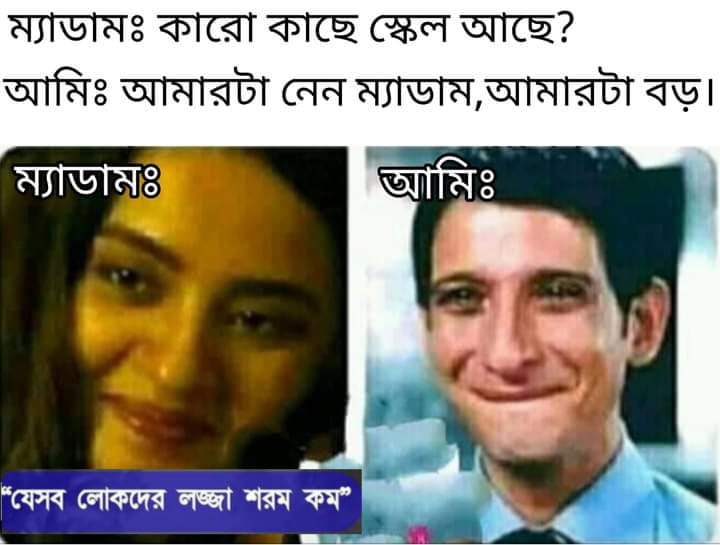 ম্যাডামঃ কারো কাছে স্কেল আছে?
আমিঃ আমারটা নেন ম্যাডাম,আমারটা বড়।
ম্যাডামঃ
আমিঃ
“যেসব লোকদের লজ্জা শরম কম”